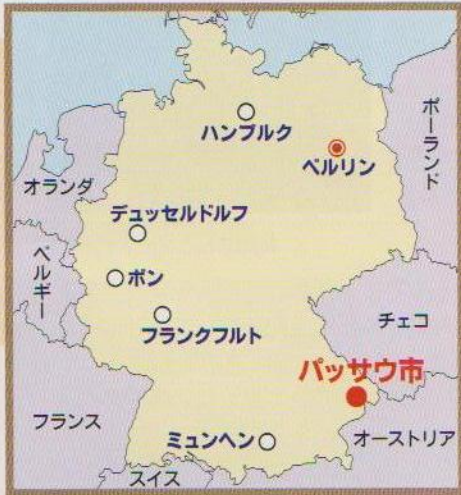 ハンブルク
ベルリン
ポーランド
オランダ
デュッセルドルフ
ベルギー
ボン
フランクフルト
チェコ
パッサウ市
フランス
ミュンヘン
オーストリア
スイス